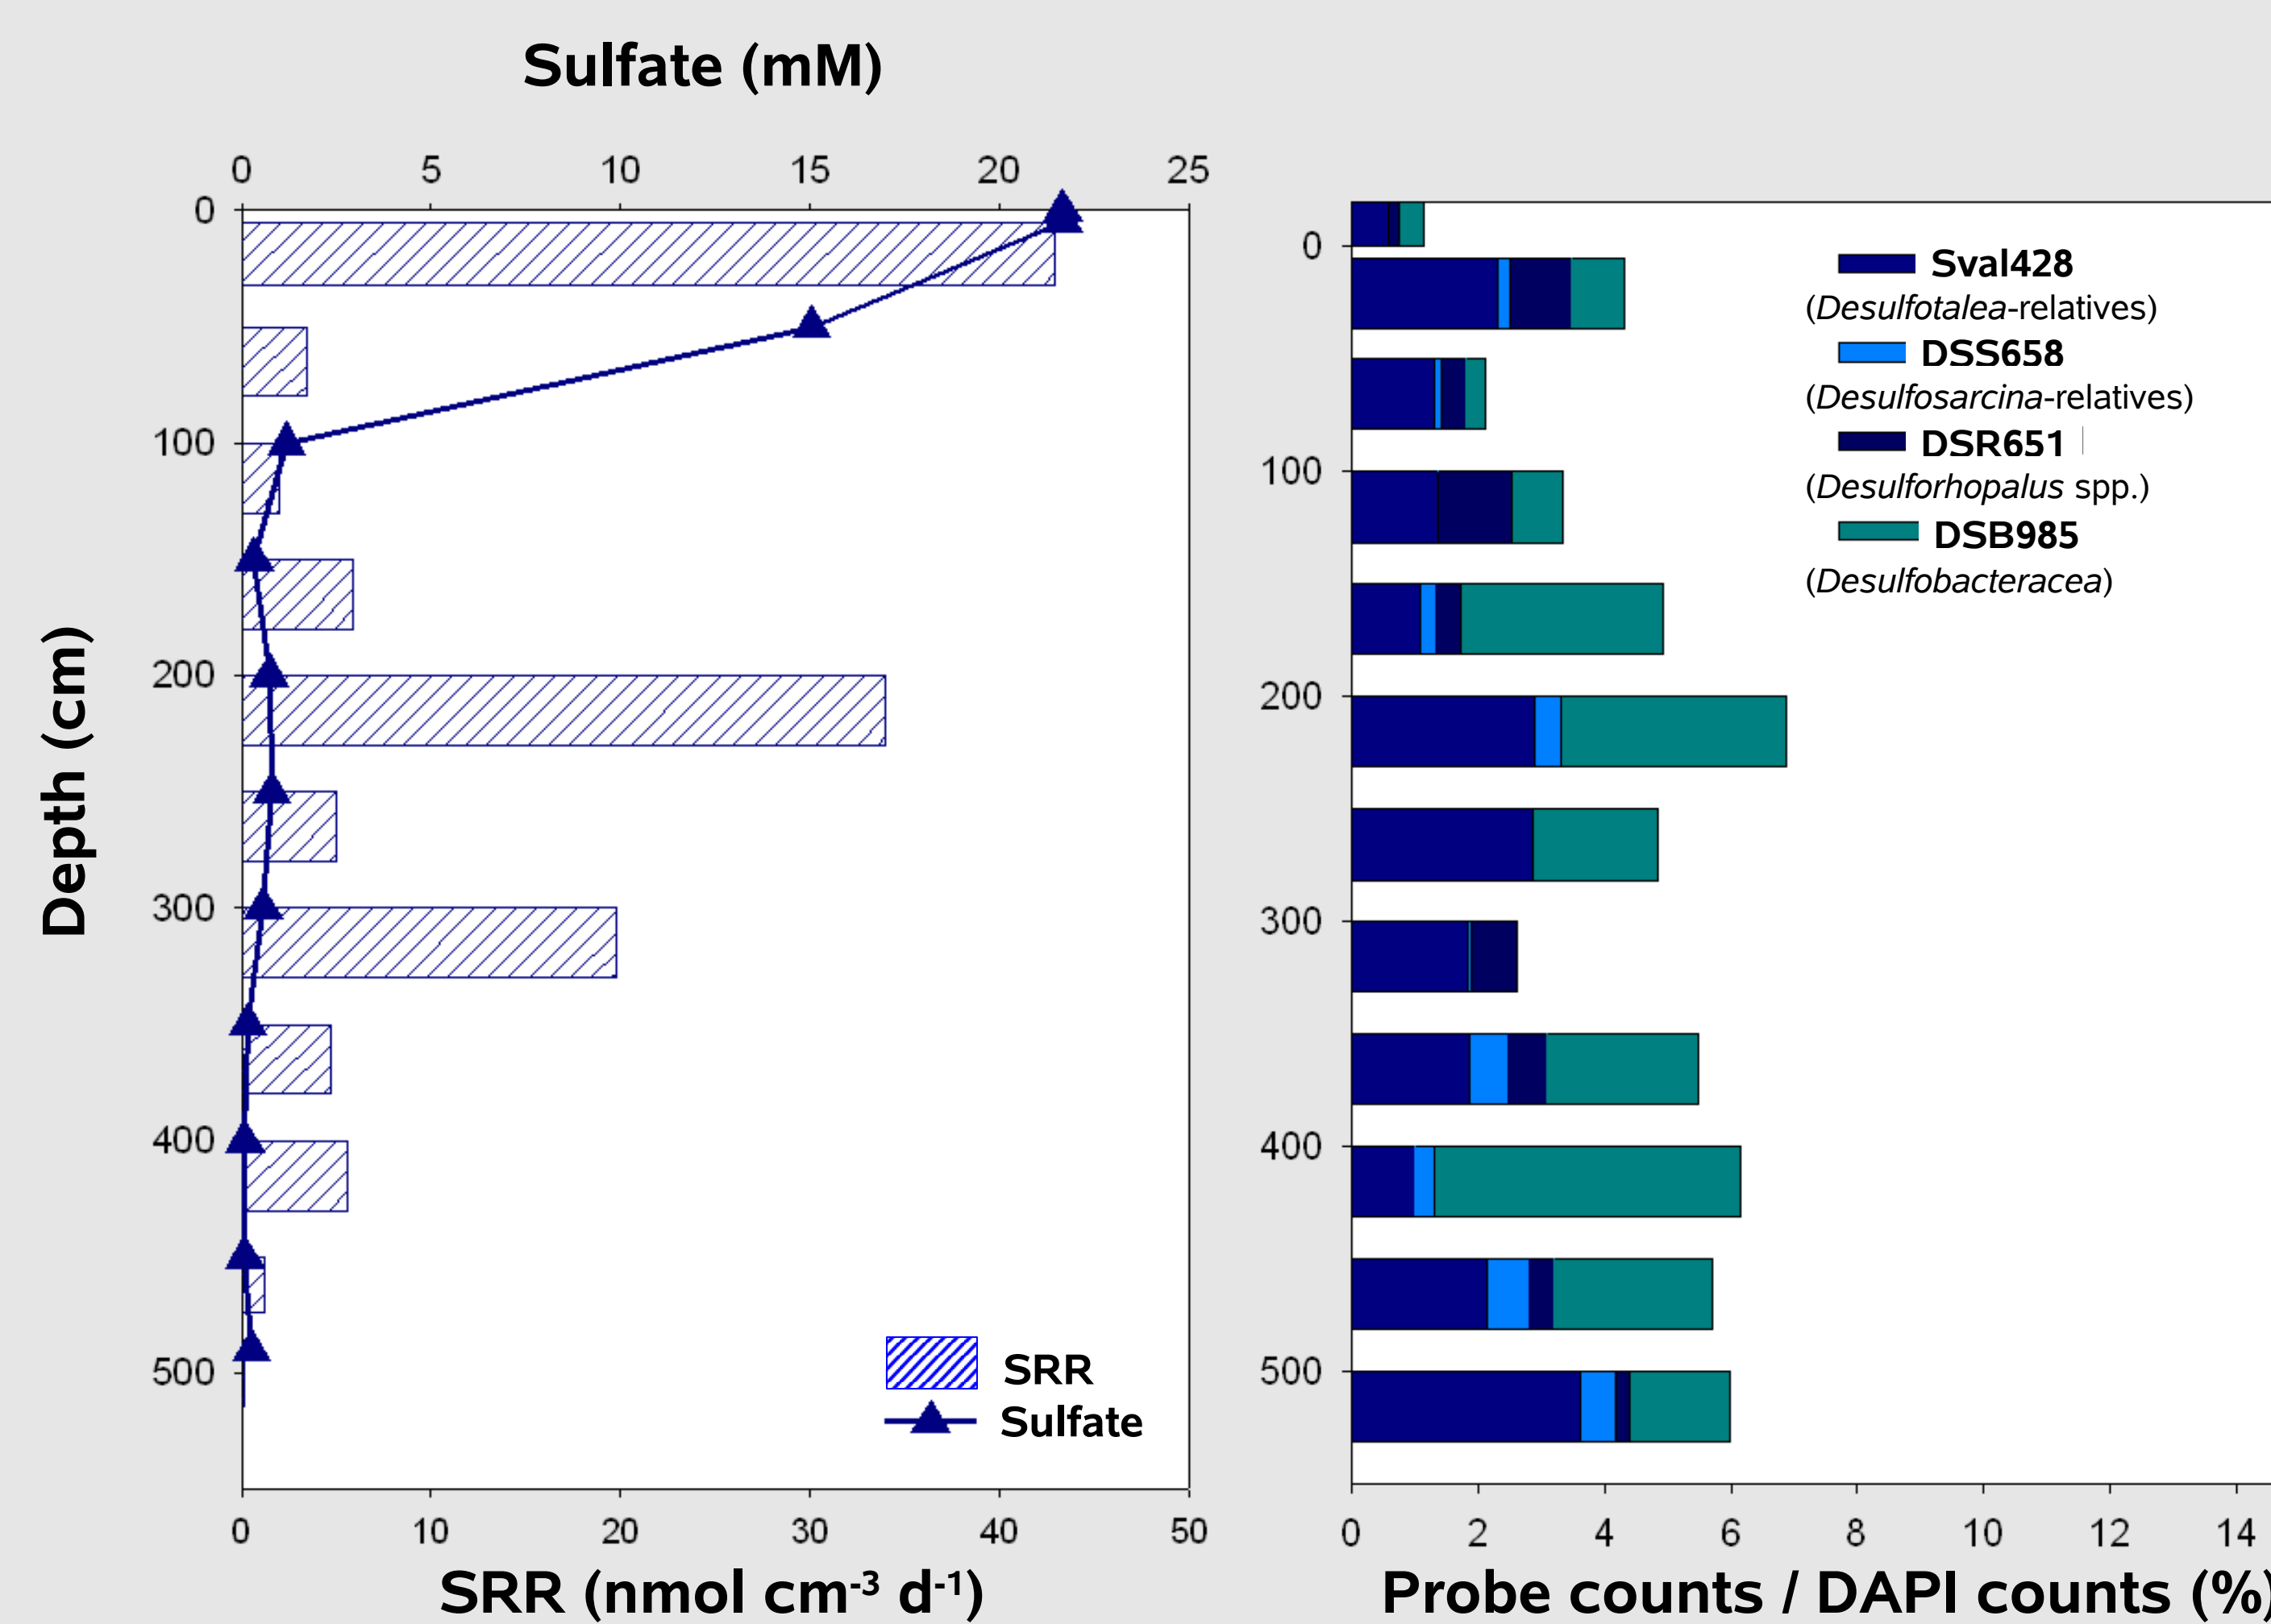 Sulfate (mM)
0 5 10 15 20 25
0
100
200
300
400
500
Depth (cm)
SRR
Sulfate
0 10 20 30 40 50
SRR (nmol cm-3 d-1)
0
100
200
300
400
500
Sval428
(Desulfotalea-relatives)
DSS658
(Desulfosarcina-relatives)
DSR651
(Desulforhopalus spp.)
DSB985
(Desulfobacteracea)
0 2 4 6 8 10 12 14
Probe counts / DAPI counts (%)